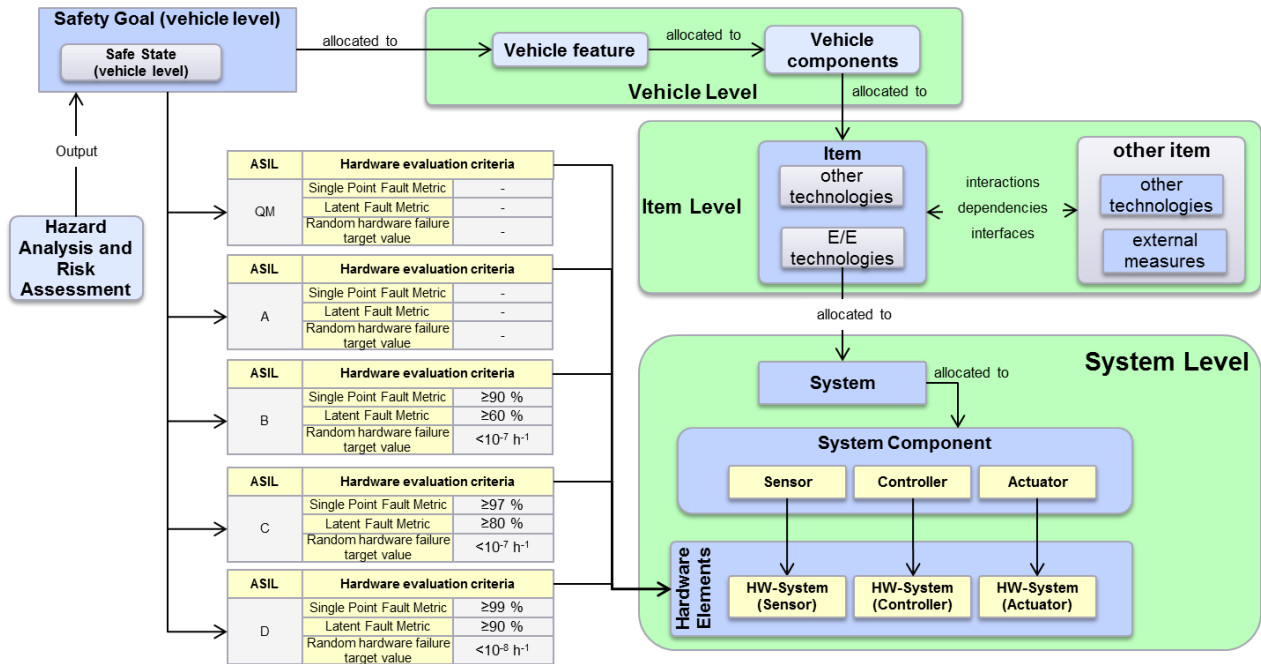 Safety Goal (vehicle level)
Safe State
(vehicle level)
allocated to
Vehicle feature
allocated to
Vehicle
components
Vehicle Level
allocated to
Output
Hazard
Analysis and
Risk
Assessment
Item Level
Item
other
technologies
E/E
technologies
interactions
dependencies
interfaces
other item
other
technologies
external
measures
allocated to
ASIL Hardware evaluation criteria
QM
Single Point Fault Metric -
Latent Fault Metric -
Random hardware failure
target value -
ASIL Hardware evaluation criteria
A
Single Point Fault Metric -
Latent Fault Metric -
Random hardware failure
target value -
ASIL Hardware evaluation criteria
B
Single Point Fault Metric ≥90 %
Latent Fault Metric ≥60 %
Random hardware failure
target value <10⁻⁷ h⁻¹
ASIL Hardware evaluation criteria
C
Single Point Fault Metric ≥97 %
Latent Fault Metric ≥80 %
Random hardware failure
target value <10⁻⁷ h⁻¹
ASIL Hardware evaluation criteria
D
Single Point Fault Metric ≥99 %
Latent Fault Metric ≥90 %
Random hardware failure
target value <10⁻⁸ h⁻¹
System Level
System
allocated to
System Component
Sensor
Controller
Actuator
Hardware
Elements
HW-System
(Sensor)
HW-System
(Controller)
HW-System
(Actuator)